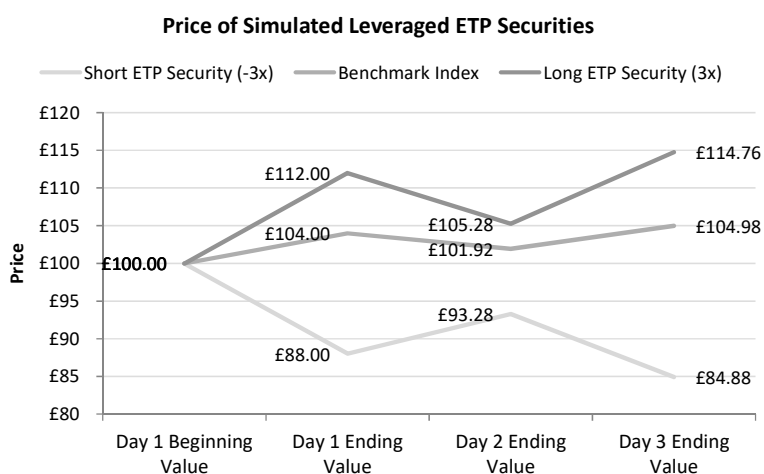 Price of Simulated Leveraged ETP Securities
Short ETP Security (-3x) Benchmark Index Long ETP Security (3x)
Price
£120
£115
£110
£105
£100
£95
£90
£85
£80
£100.00
£112.00
£104.00
£88.00
£105.28
£101.92
£93.28
£114.76
£104.98
£84.88
Day 1 Beginning Value
Day 1 Ending Value
Day 2 Ending Value
Day 3 Ending Value